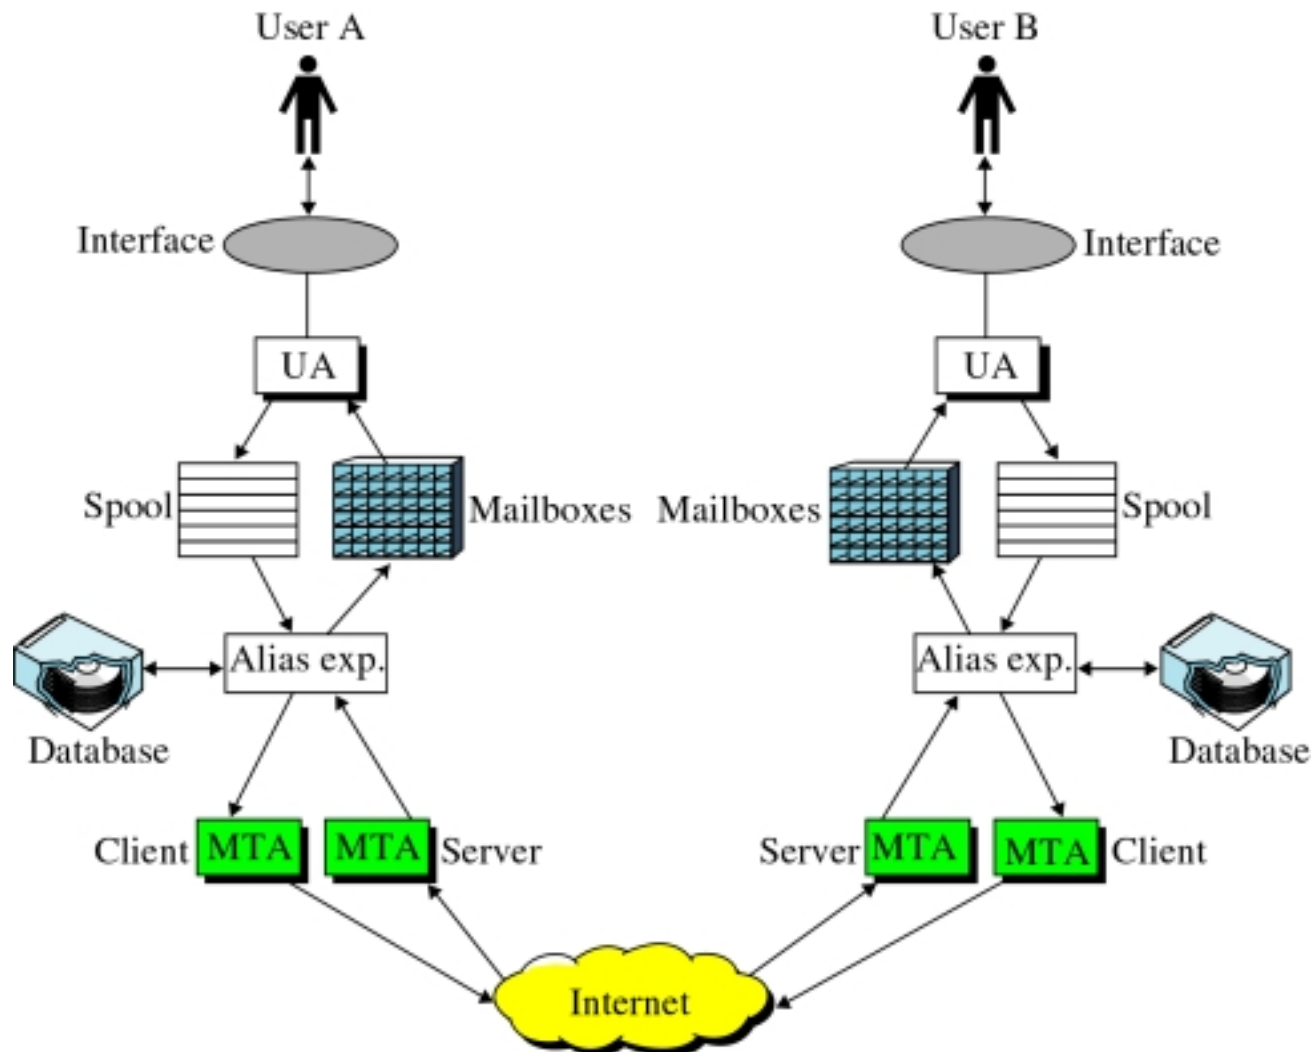 User A
User B
Interface
Interface
UA
UA
Spool
Mailboxes
Mailboxes
Spool
Alias exp.
Alias exp.
Database
Database
Client
MTA
MTA
Server
Server
MTA
MTA
Client
Internet